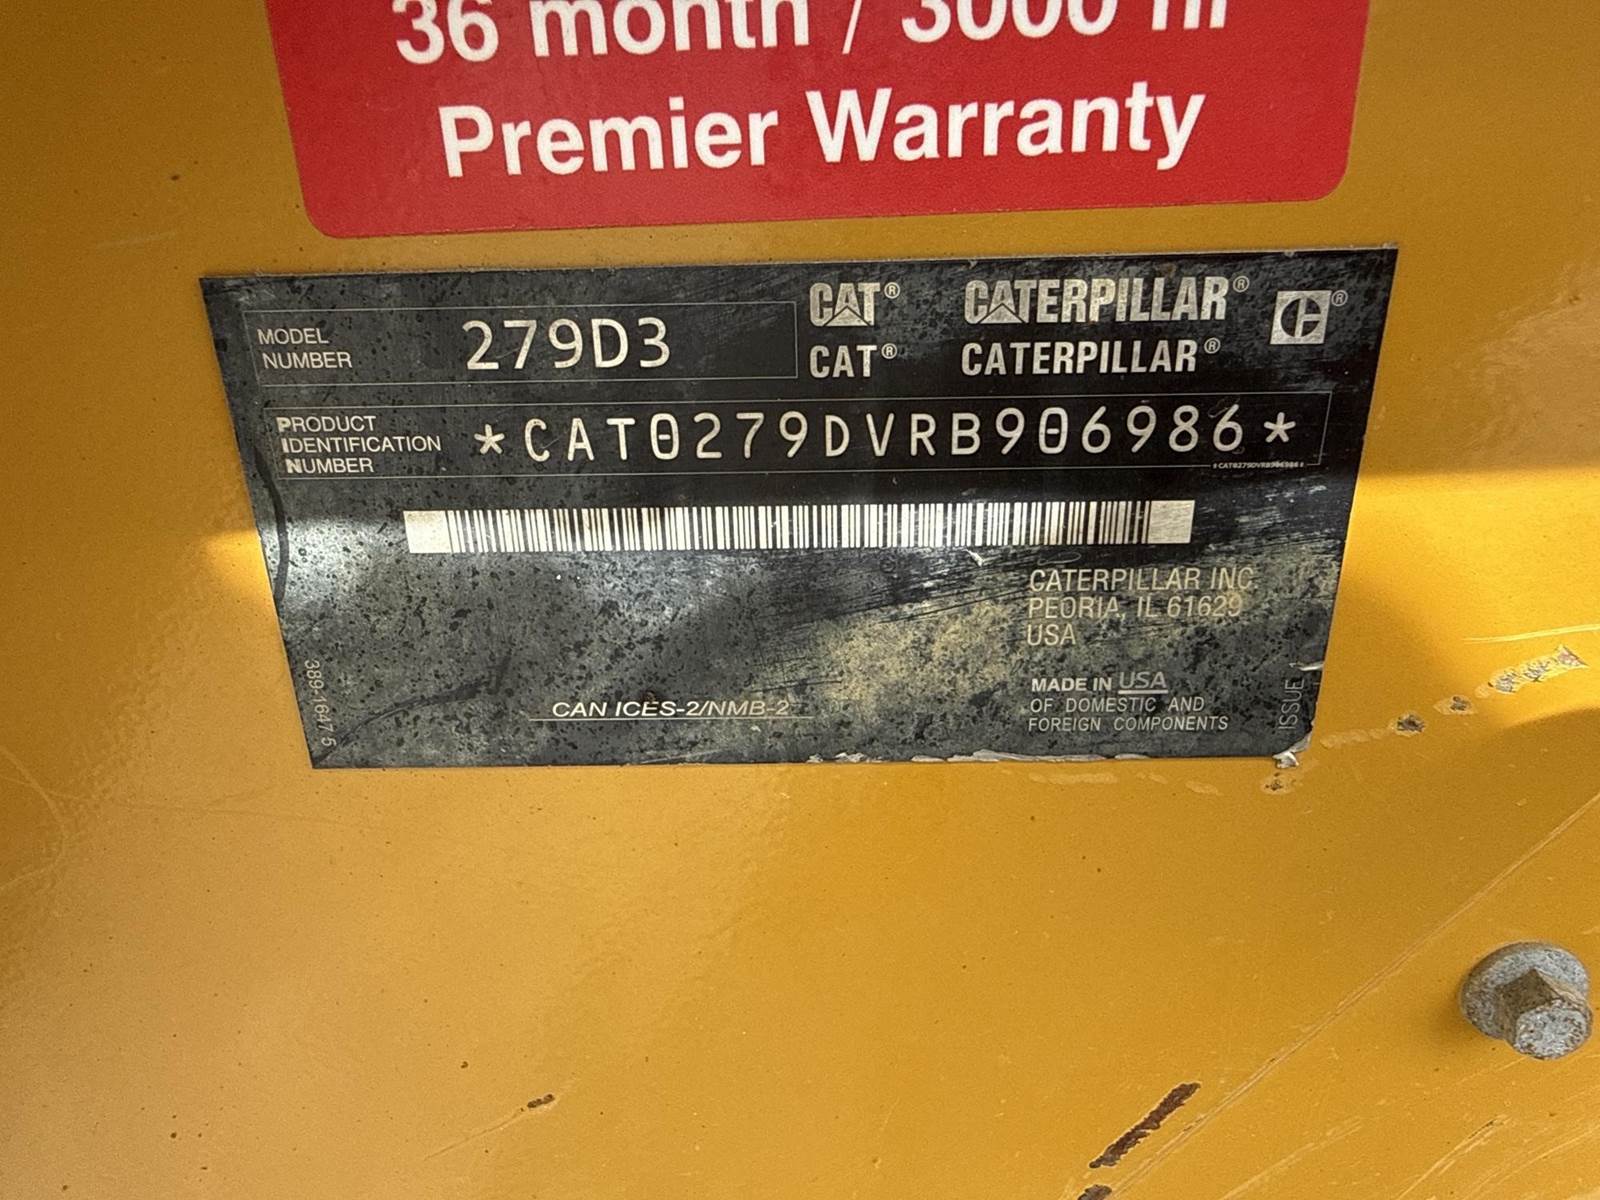 36 month / 3000 hr
Premier Warranty
MODEL NUMBER 279D3
CAT® CATERPILLAR® C®
CAT® CATERPILLAR®
PRODUCT IDENTIFICATION NUMBER *CAT0279DVRB906986*
*CAT0279DVRB906986*
CATERPILLAR INC.
PEORIA, IL 61629
USA
MADE IN USA
OF DOMESTIC AND
FOREIGN COMPONENTS
CAN ICES-2/NMB-2
389-1647 5
ISSUE